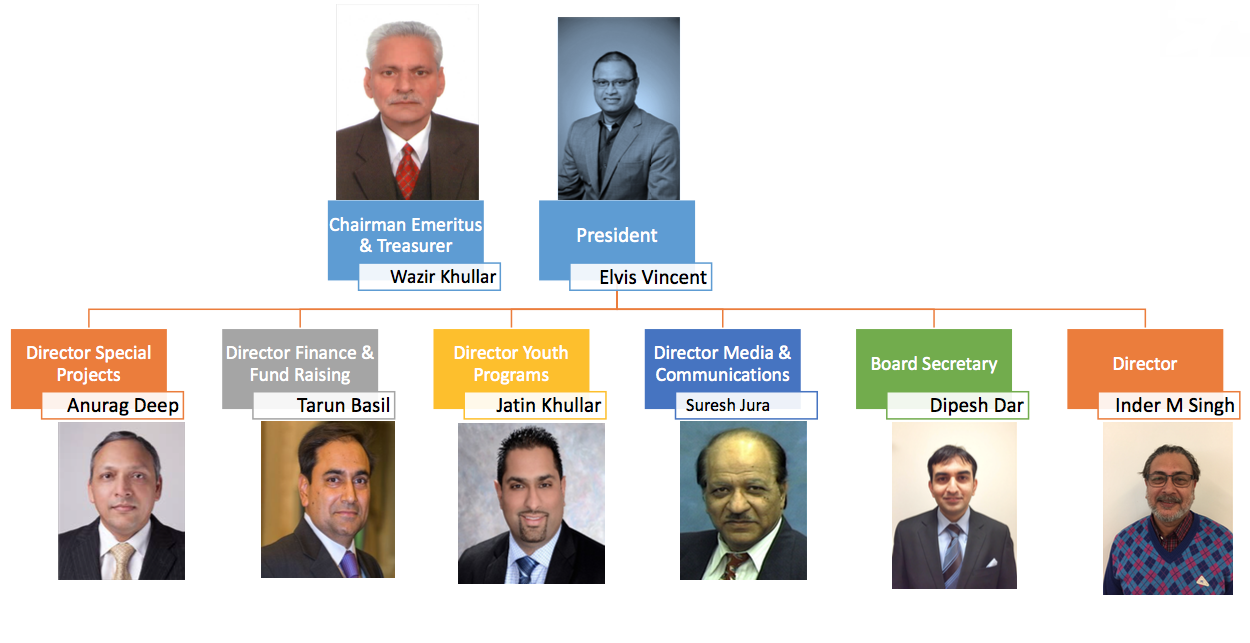 Chairman Emeritus
& Treasurer
Wazir Khullar
President
Elvis Vincent
Director Special
Projects
Anurag Deep
Director Finance &
Fund Raising
Tarun Basil
Director Youth
Programs
Jatin Khullar
Director Media &
Communications
Suresh Jura
Board Secretary
Dipesh Dar
Director
Inder M Singh